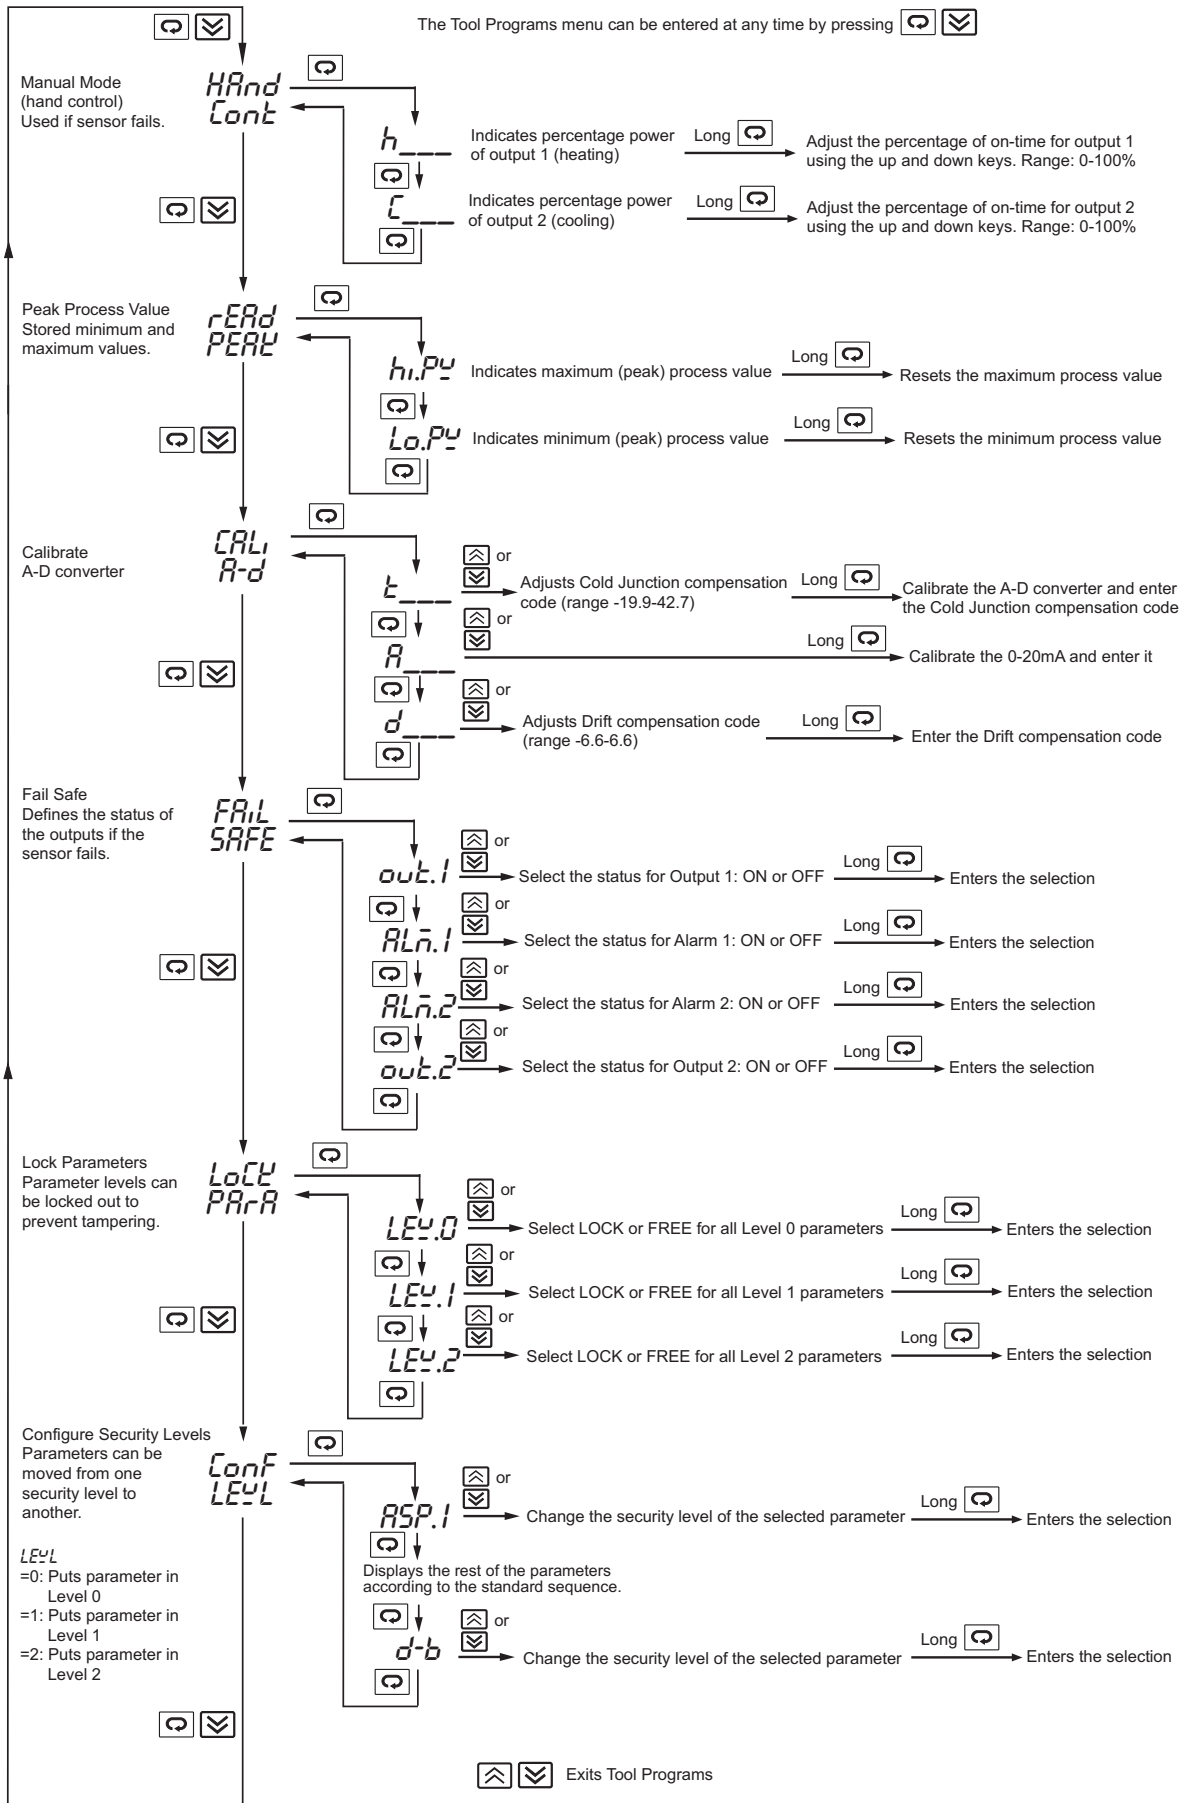 The Tool Programs menu can be entered at any time by pressing
Manual Mode
(hand control)
Used if sensor fails.
HAnd
Cont
h___
Indicates percentage power
of output 1 (heating)
Long
Adjust the percentage of on-time for output 1
using the up and down keys. Range: 0-100%
C___
Indicates percentage power
of output 2 (cooling)
Long
Adjust the percentage of on-time for output 2
using the up and down keys. Range: 0-100%
Peak Process Value
Stored minimum and
maximum values.
rEAd
PEAK
hi.PV
Indicates maximum (peak) process value
Long
Resets the maximum process value
Lo.PV
Indicates minimum (peak) process value
Long
Resets the minimum process value
Calibrate
A-D converter
CALi
A-d
t___
or
Adjusts Cold Junction compensation
code (range -19.9-42.7)
Long
Calibrate the A-D converter and enter
the Cold Junction compensation code
A___
or
Long
Calibrate the 0-20mA and enter it
d___
or
Adjusts Drift compensation code
(range -6.6-6.6)
Long
Enter the Drift compensation code
Fail Safe
Defines the status of
the outputs if the
sensor fails.
FAiL
SAFE
out.1
or
Select the status for Output 1: ON or OFF
Long
Enters the selection
ALM.1
or
Select the status for Alarm 1: ON or OFF
Long
Enters the selection
ALM.2
or
Select the status for Alarm 2: ON or OFF
Long
Enters the selection
out.2
or
Select the status for Output 2: ON or OFF
Long
Enters the selection
Lock Parameters
Parameter levels can
be locked out to
prevent tampering.
LoCK
PArA
LEV.0
or
Select LOCK or FREE for all Level 0 parameters
Long
Enters the selection
LEV.1
or
Select LOCK or FREE for all Level 1 parameters
Long
Enters the selection
LEV.2
or
Select LOCK or FREE for all Level 2 parameters
Long
Enters the selection
Configure Security Levels
Parameters can be
moved from one
security level to
another.
ConF
LEVL
LEVL
=0: Puts parameter in
Level 0
=1: Puts parameter in
Level 1
=2: Puts parameter in
Level 2
ASP.1
or
Change the security level of the selected parameter
Long
Enters the selection
Displays the rest of the parameters
according to the standard sequence.
d-b
or
Change the security level of the selected parameter
Long
Enters the selection
Exits Tool Programs